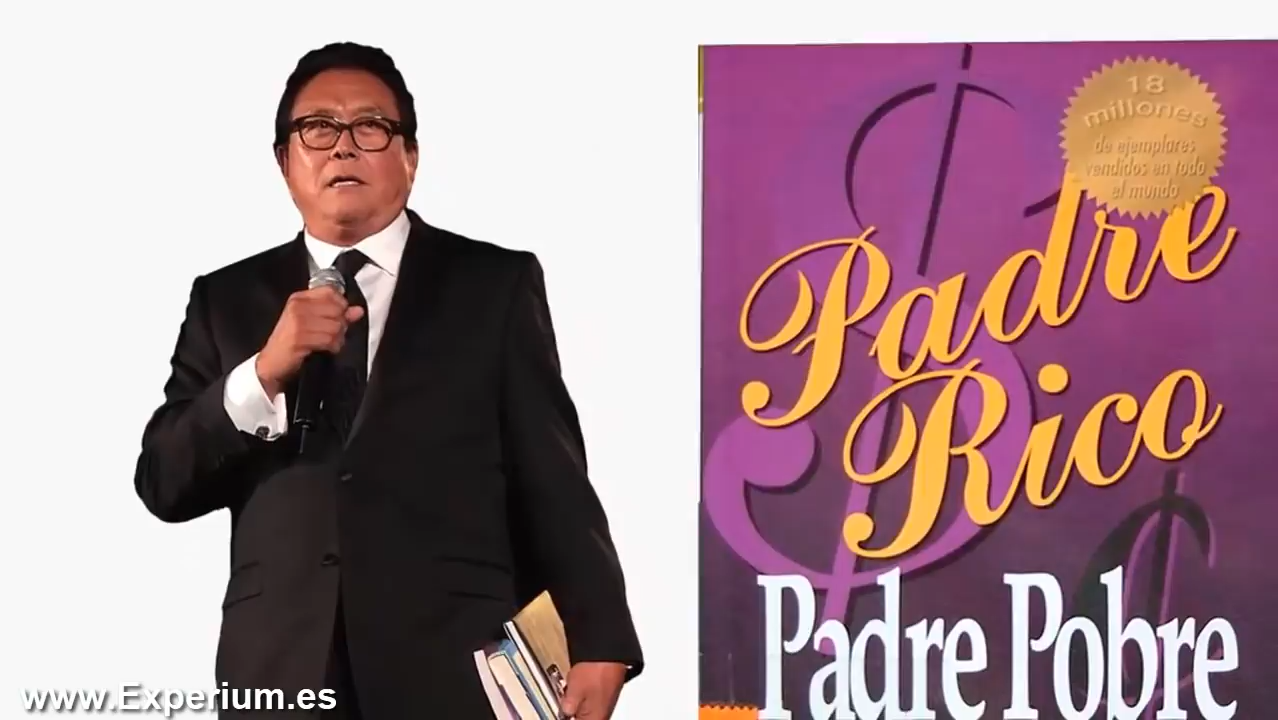 18
millones
de ejemplares
vendidos en todo
el mundo
Padre
Rico
Padre Pobre
www.Experium.es